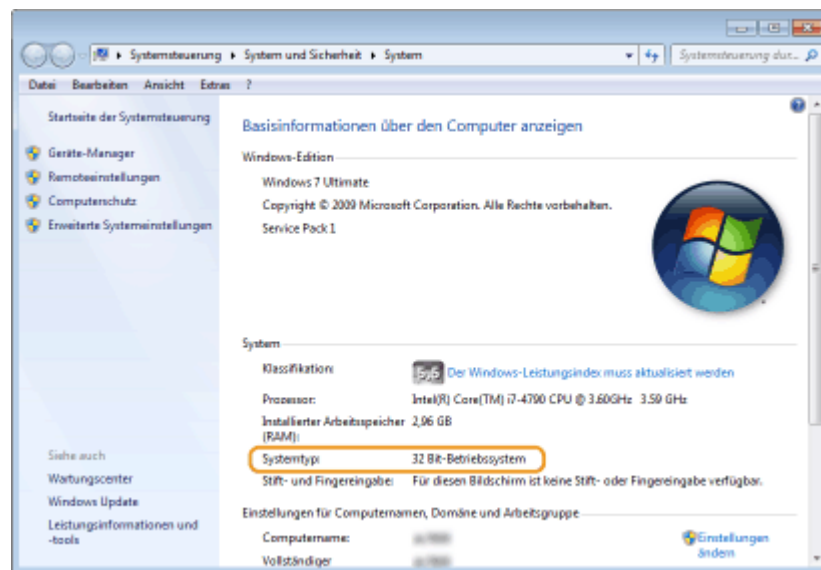 Systemsteuerung ▸ System und Sicherheit ▸ System
Systemsteuerung dur...
Datei Bearbeiten Ansicht Extras ?
Startseite der Systemsteuerung
Geräte-Manager
Remoteeinstellungen
Computerschutz
Erweiterte Systemeinstellungen
Siehe auch
Wartungscenter
Windows Update
Leistungsinformationen und
-tools
Basisinformationen über den Computer anzeigen
Windows-Edition
Windows 7 Ultimate
Copyright © 2009 Microsoft Corporation. Alle Rechte vorbehalten.
Service Pack 1
System
Klassifikation:
5,6 Der Windows-Leistungsindex muss aktualisiert werden
Prozessor: Intel(R) Core(TM) i7-4790 CPU @ 3.60GHz 3.59 GHz
Installierter Arbeitsspeicher 2,96 GB
(RAM):
Systemtyp: 32 Bit-Betriebssystem
Stift- und Fingereingabe: Für diesen Bildschirm ist keine Stift- oder Fingereingabe verfügbar.
Einstellungen für Computernamen, Domäne und Arbeitsgruppe
Computername:
Einstellungen
ändern
Vollständiger